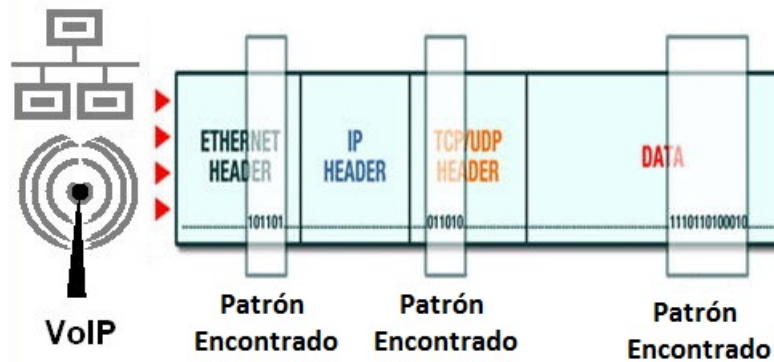 ETHERNET
HEADER
IP
HEADER
TCP/UDP
HEADER
DATA
101101
011010
1110110100010
VoIP
Patrón
Encontrado
Patrón
Encontrado
Patrón
Encontrado